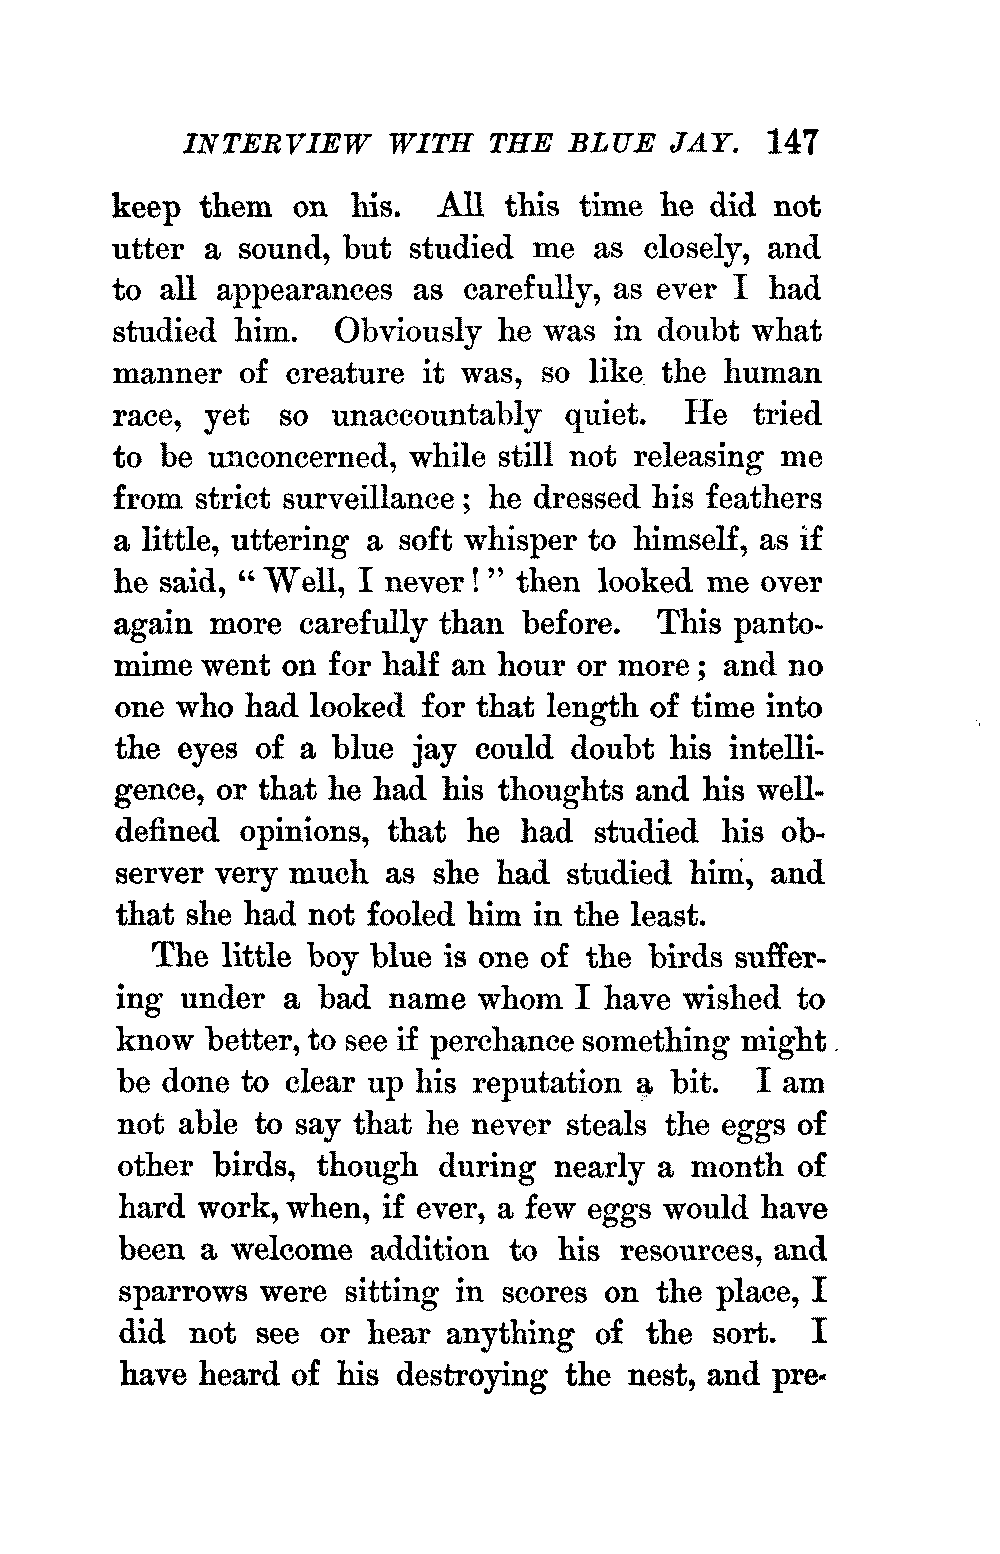 INTERVIEW WITH THE BLUE JAY. 147
keep them on his. All this time he did not
utter a sound, but studied me as closely, and
to all appearances as carefully, as ever I had
studied him. Obviously he was in doubt what
manner of creature it was, so like the human
race, yet so unaccountably quiet. He tried
to be unconcerned, while still not releasing me
from strict surveillance; he dressed his feathers
a little, uttering a soft whisper to himself, as if
he said, “Well, I never!” then looked me over
again more carefully than before. This panto-
mime went on for half an hour or more; and no
one who had looked for that length of time into
the eyes of a blue jay could doubt his intelli-
gence, or that he had his thoughts and his well-
defined opinions, that he had studied his ob-
server very much as she had studied him, and
that she had not fooled him in the least.
The little boy blue is one of the birds suffer-
ing under a bad name whom I have wished to
know better, to see if perchance something might
be done to clear up his reputation a bit. I am
not able to say that he never steals the eggs of
other birds, though during nearly a month of
hard work, when, if ever, a few eggs would have
been a welcome addition to his resources, and
sparrows were sitting in scores on the place, I
did not see or hear anything of the sort. I
have heard of his destroying the nest, and pre-